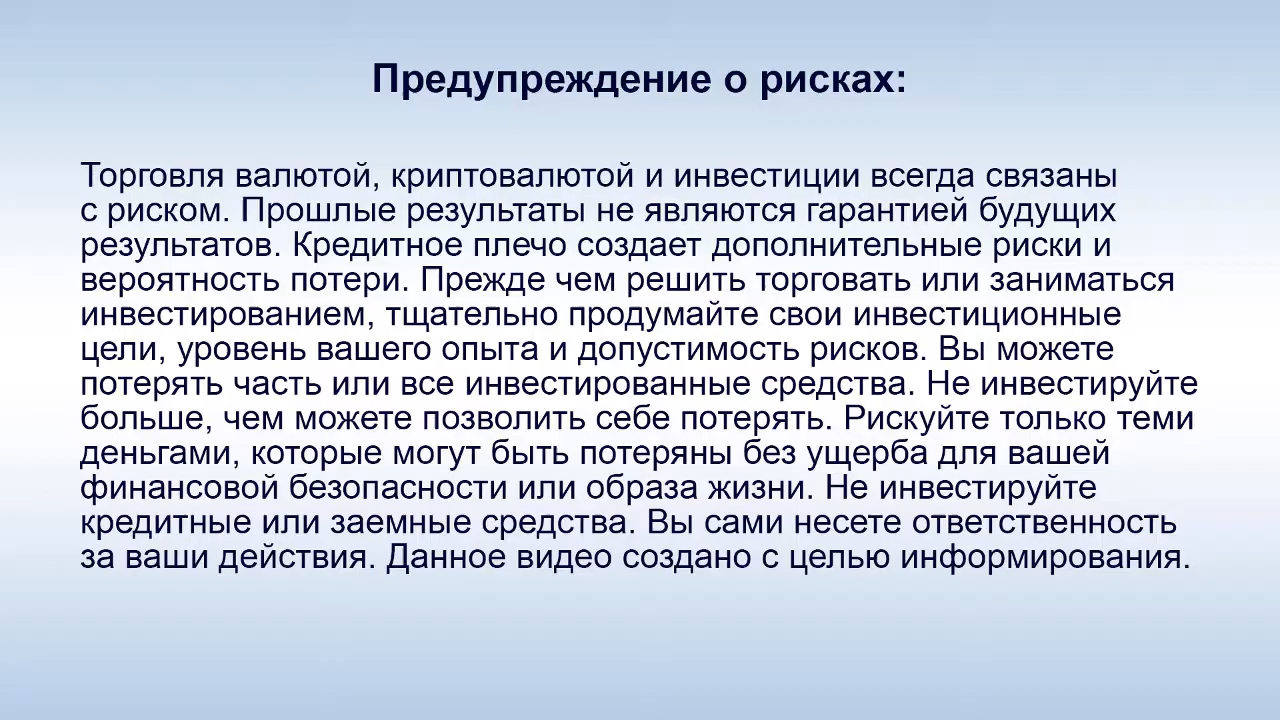 Предупреждение о рисках:
Торговля валютой, криптовалютой и инвестиции всегда связаны
с риском. Прошлые результаты не являются гарантией будущих
результатов. Кредитное плечо создает дополнительные риски и
вероятность потери. Прежде чем решить торговать или заниматься
инвестированием, тщательно продумайте свои инвестиционные
цели, уровень вашего опыта и допустимость рисков. Вы можете
потерять часть или все инвестированные средства. Не инвестируйте
больше, чем можете позволить себе потерять. Рискуйте только теми
деньгами, которые могут быть потеряны без ущерба для вашей
финансовой безопасности или образа жизни. Не инвестируйте
кредитные или заемные средства. Вы сами несете ответственность
за ваши действия. Данное видео создано с целью информирования.